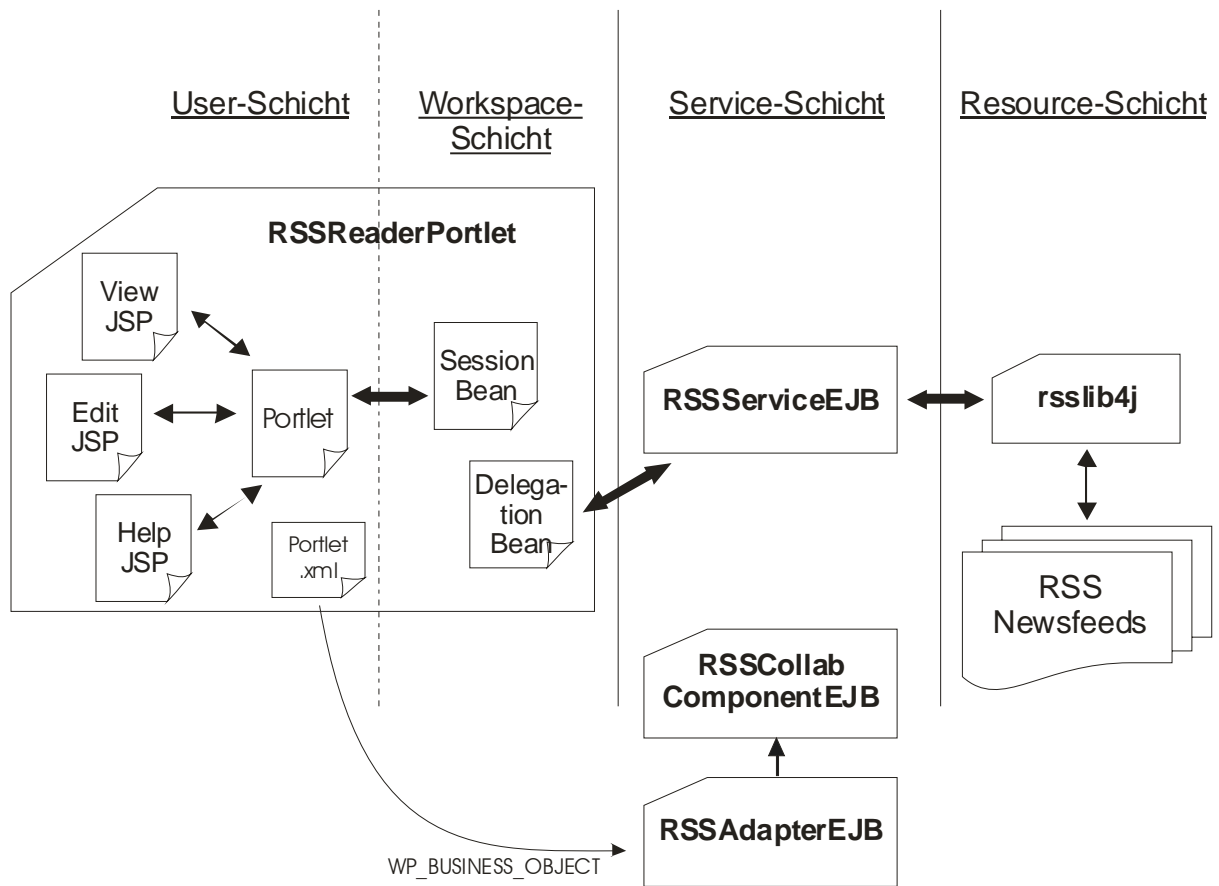 User-Schicht
Workspace-
Schicht
Service-Schicht
Resource-Schicht
RSSReaderPortlet
View
JSP
Edit
JSP
Help
JSP
Portlet
Portlet
.xml
Session
Bean
Delega-
tion
Bean
RSSServiceEJB
rsslib4j
RSS
Newsfeeds
RSSCollab
ComponentEJB
RSSAdapterEJB
WP_BUSINESS_OBJECT